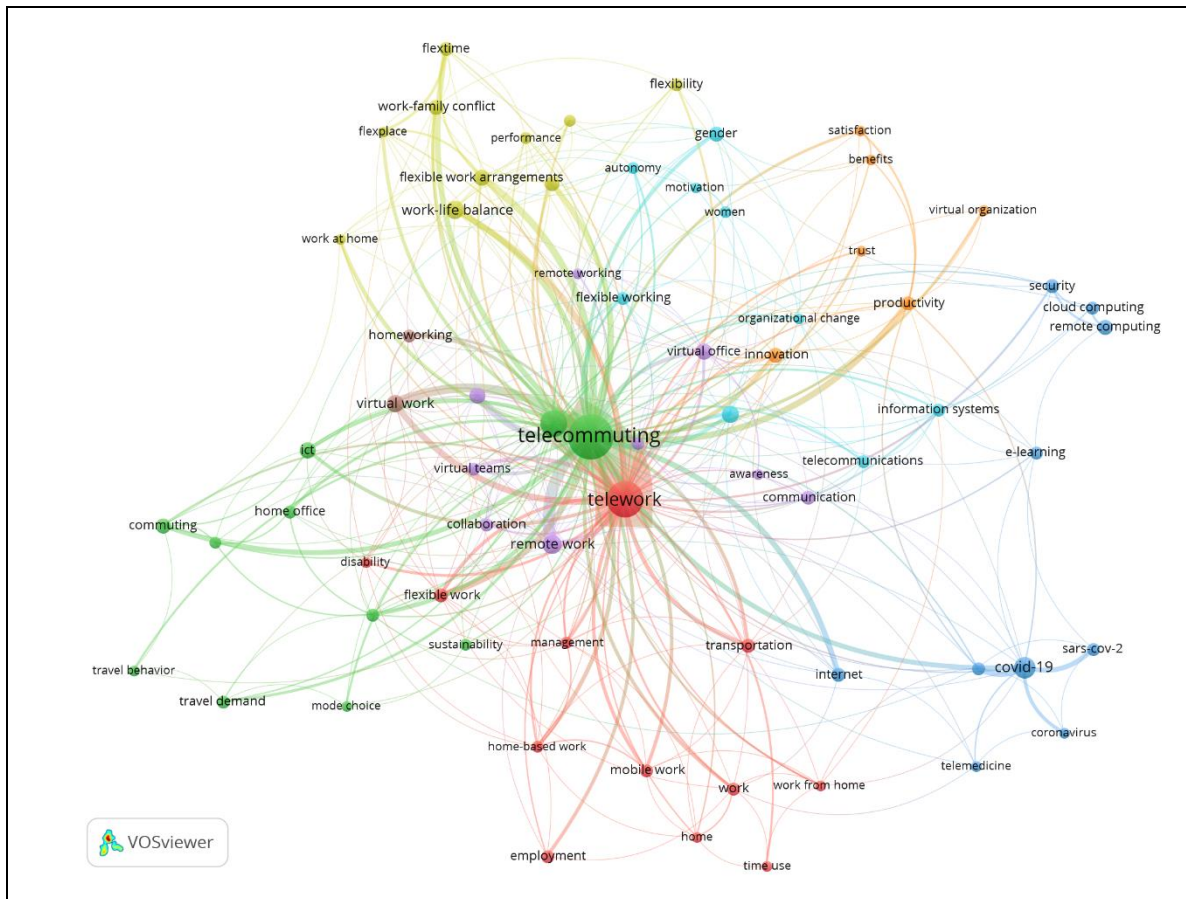 flextime
flexibility
work-family conflict
flexplace
performance
gender
satisfaction
benefits
autonomy
flexible work arrangements
motivation
work-life balance
women
virtual organization
work at home
trust
remote working
security
flexible working
productivity
cloud computing
organizational change
remote computing
homeworking
virtual office
innovation
virtual work
information systems
telecommuting
ict
e-learning
virtual teams
telecommunications
awareness
telework
communication
home office
commuting
collaboration
remote work
disability
flexible work
sustainability
management
transportation
sars-cov-2
travel behavior
internet
covid-19
travel demand
mode choice
coronavirus
home-based work
telemedicine
mobile work
work
work from home
home
employment
time use
VOSviewer